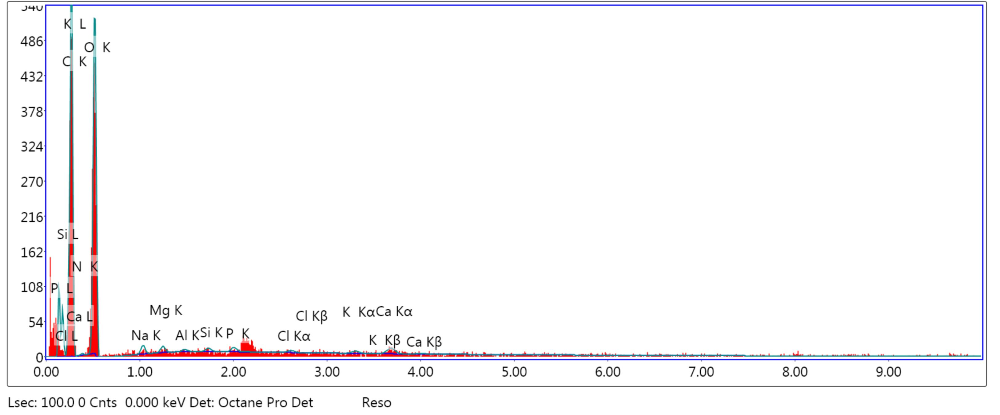 540
K L
486
O K
C K
432
378
324
270
216
Si L
162
N K
108
P L
Mg K
Cl Kβ
K Kα
Ca Kα
54
Ca L
Cl L
Na K
Al K
Si K
P K
Cl Kα
K Kβ
Ca Kβ
0
0.00 1.00 2.00 3.00 4.00 5.00 6.00 7.00 8.00 9.00
Lsec: 100.0 0 Cnts 0.000 keV Det: Octane Pro Det Reso